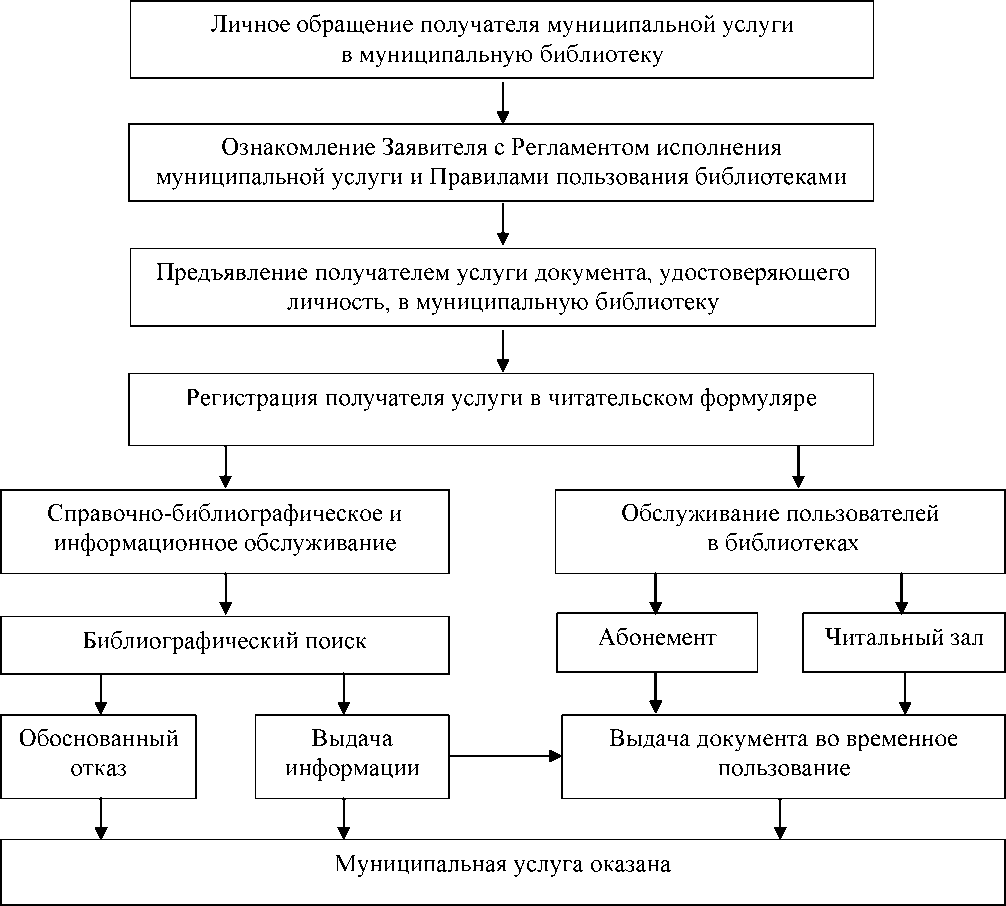 Личное обращение получателя муниципальной услуги
в муниципальную библиотеку
Ознакомление Заявителя с Регламентом исполнения
муниципальной услуги и Правилами пользования библиотеками
Предъявление получателем услуги документа, удостоверяющего
личность, в муниципальную библиотеку
Регистрация получателя услуги в читательском формуляре
Справочно-библиографическое и
информационное обслуживание
Обслуживание пользователей
в библиотеках
Библиографический поиск
Абонемент
Читальный зал
Обоснованный
отказ
Выдача
информации
Выдача документа во временное
пользование
Муниципальная услуга оказана